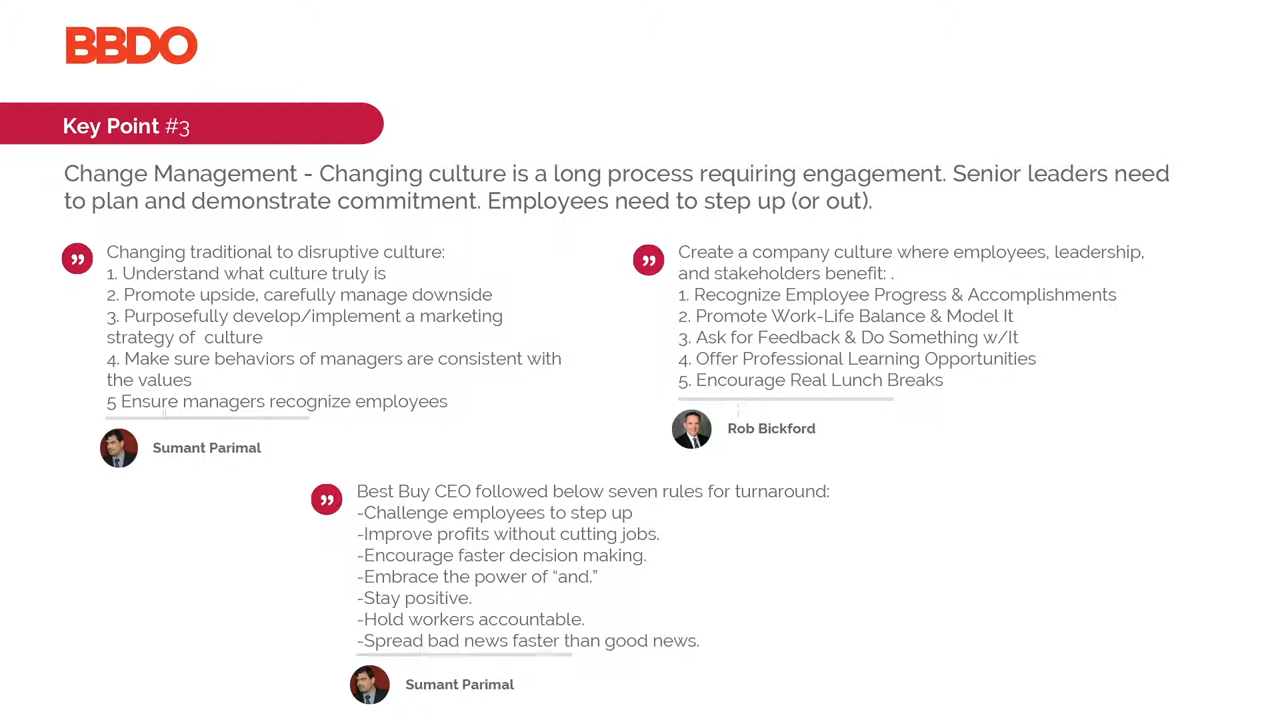 BBDO
Key Point #3
Change Management - Changing culture is a long process requiring engagement. Senior leaders need
to plan and demonstrate commitment. Employees need to step up (or out).
Changing traditional to disruptive culture:
1. Understand what culture truly is
2. Promote upside, carefully manage downside
3. Purposefully develop/implement a marketing
strategy of  culture
4. Make sure behaviors of managers are consistent with
the values
5 Ensure managers recognize employees
Sumant Parimal
Create a company culture where employees, leadership,
and stakeholders benefit: .
1. Recognize Employee Progress & Accomplishments
2. Promote Work-Life Balance & Model It
3. Ask for Feedback & Do Something w/It
4. Offer Professional Learning Opportunities
5. Encourage Real Lunch Breaks
Rob Bickford
Best Buy CEO followed below seven rules for turnaround:
-Challenge employees to step up
-Improve profits without cutting jobs.
-Encourage faster decision making.
-Embrace the power of “and.”
-Stay positive.
-Hold workers accountable.
-Spread bad news faster than good news.
Sumant Parimal